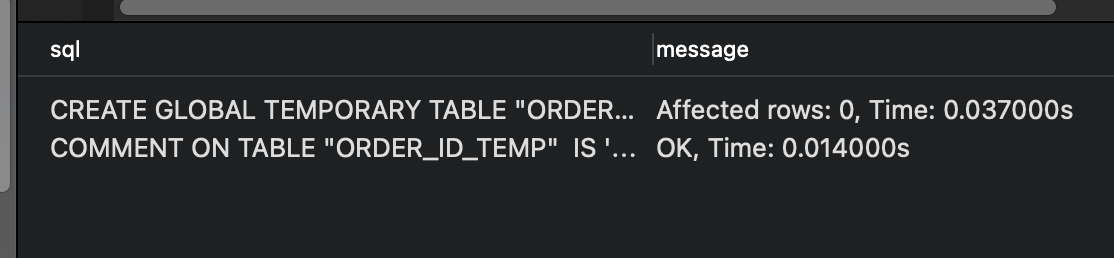 sql message
CREATE GLOBAL TEMPORARY TABLE "ORDER... Affected rows: 0, Time: 0.037000s
COMMENT ON TABLE "ORDER_ID_TEMP"  IS '... OK, Time: 0.014000s